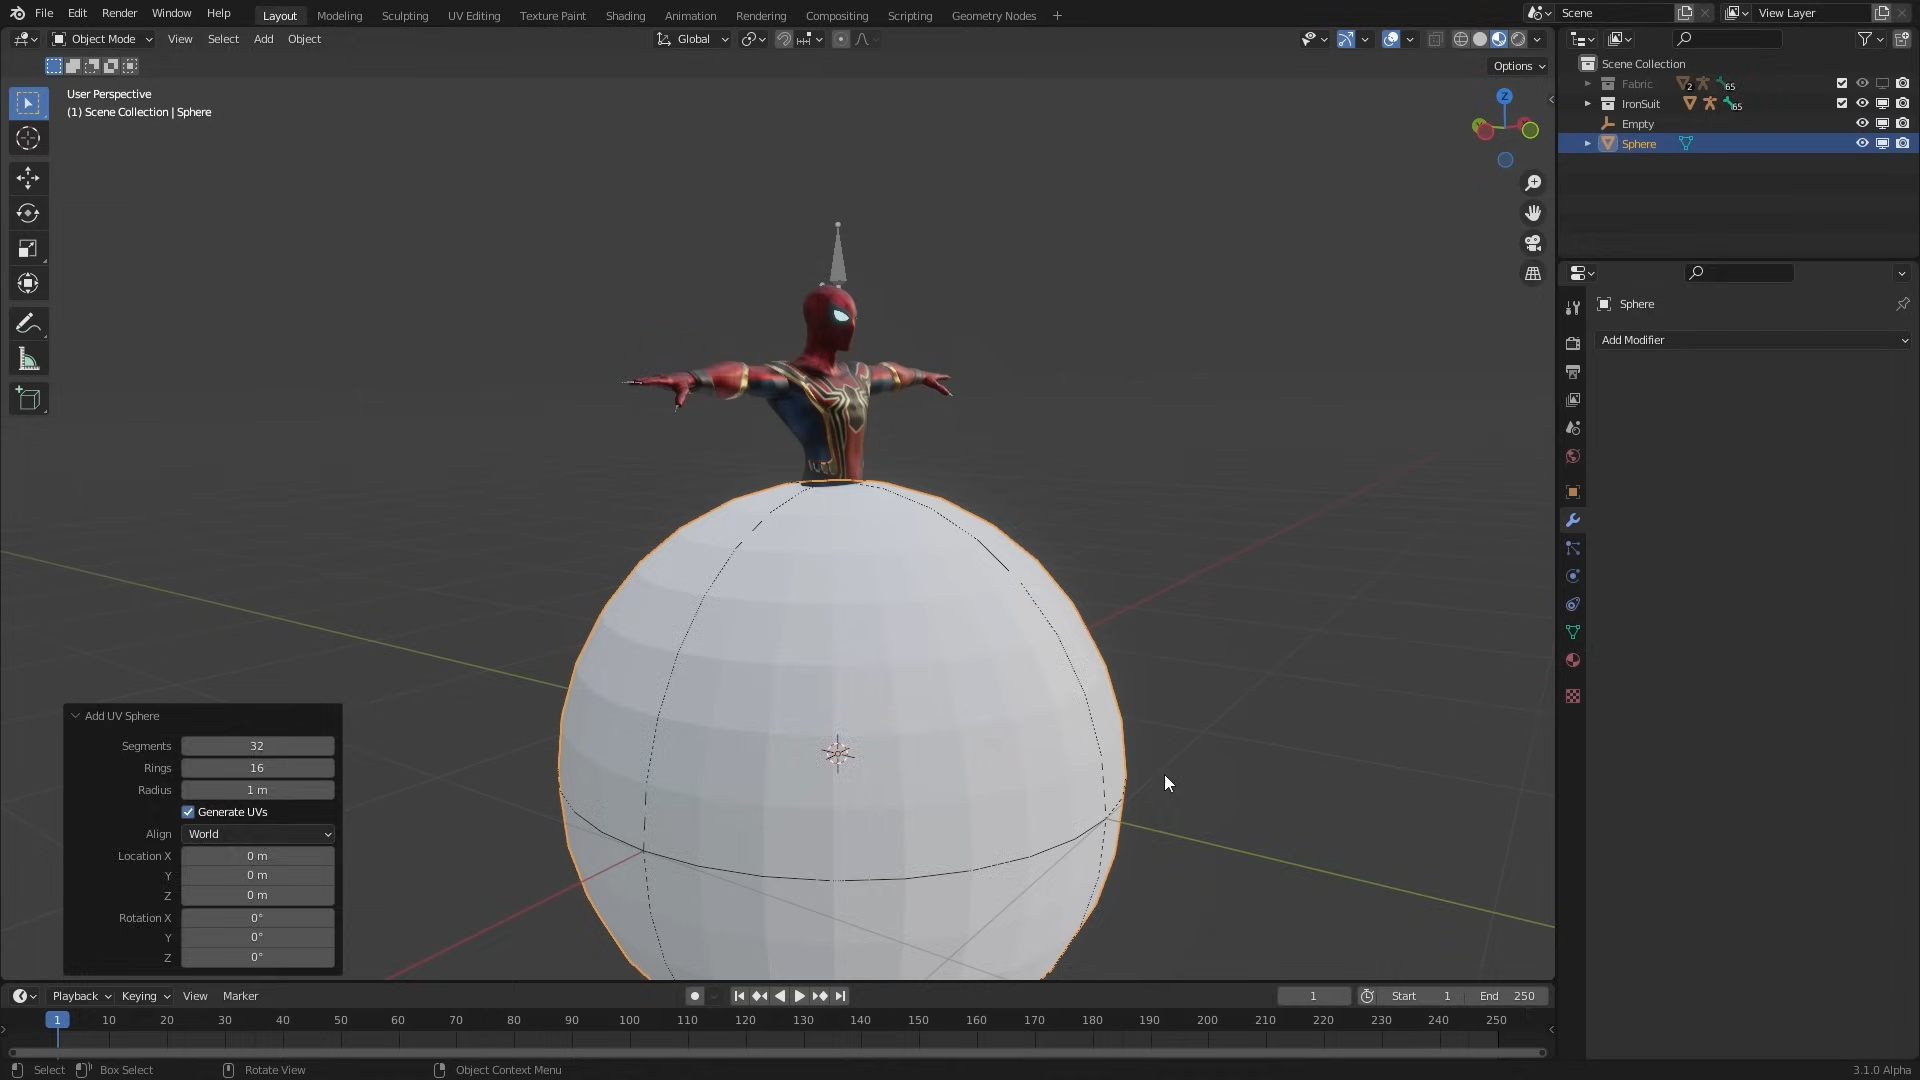 File Edit Render Window Help Layout Modeling Sculpting UV Editing Texture Paint Shading Animation Rendering Compositing Scripting Geometry Nodes + Scene View Layer
Object Mode View Select Add Object Global
Options
User Perspective
(1) Scene Collection | Sphere
Z
Scene Collection
Fabric 2 65
IronSuit 65
Empty
Sphere
Sphere
Add Modifier
Add UV Sphere
Segments 32
Rings 16
Radius 1 m
Generate UVs
Align World
Location X 0 m
Y 0 m
Z 0 m
Rotation X 0°
Y 0°
Z 0°
Playback Keying View Marker 1 Start 1 End 250
1 10 20 30 40 50 60 70 80 90 100 110 120 130 140 150 160 170 180 190 200 210 220 230 240 250
Select Box Select Rotate View Object Context Menu 3.1.0 Alpha